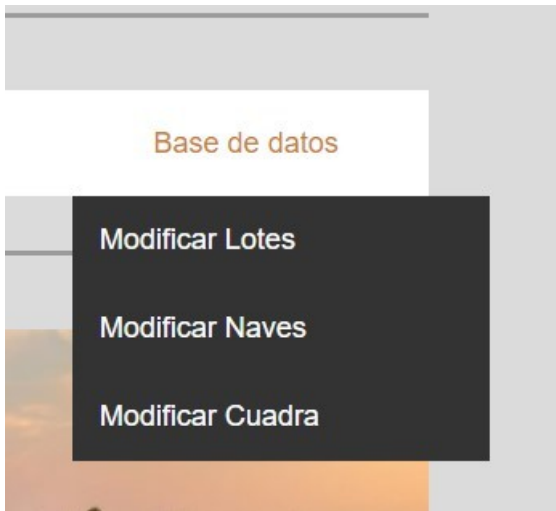 Base de datos
Modificar Lotes
Modificar Naves
Modificar Cuadra